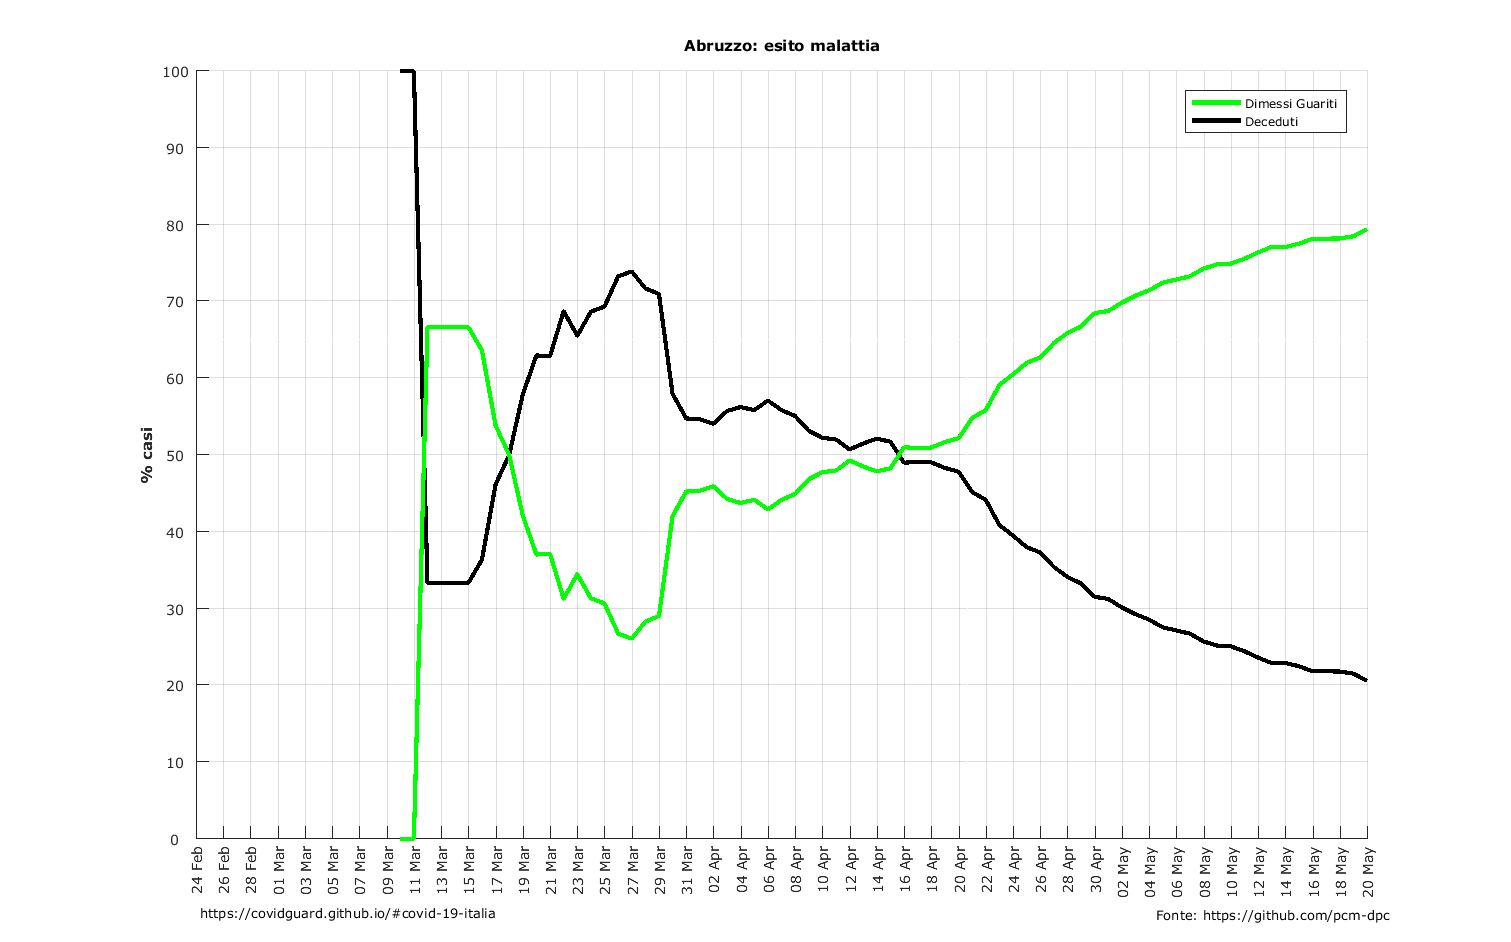 Abruzzo: esito malattia
Dimessi Guariti
Deceduti
% casi
100
90
80
70
60
50
40
30
20
10
0
24 Feb
26 Feb
28 Feb
01 Mar
03 Mar
05 Mar
07 Mar
09 Mar
11 Mar
13 Mar
15 Mar
17 Mar
19 Mar
21 Mar
23 Mar
25 Mar
27 Mar
29 Mar
31 Mar
02 Apr
04 Apr
06 Apr
08 Apr
10 Apr
12 Apr
14 Apr
16 Apr
18 Apr
20 Apr
22 Apr
24 Apr
26 Apr
28 Apr
30 Apr
02 May
04 May
06 May
08 May
10 May
12 May
14 May
16 May
18 May
20 May
https://covidguard.github.io/#covid-19-italia
Fonte: https://github.com/pcm-dpc